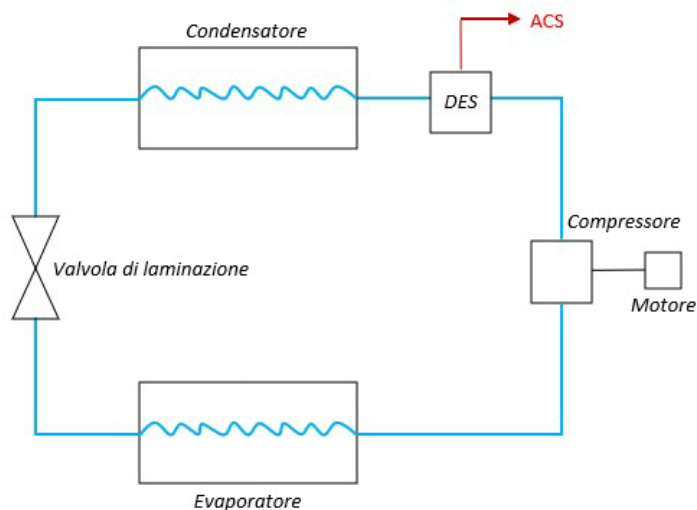 Condensatore
ACS
DES
Compressore
Valvola di laminazione
Motore
Evaporatore